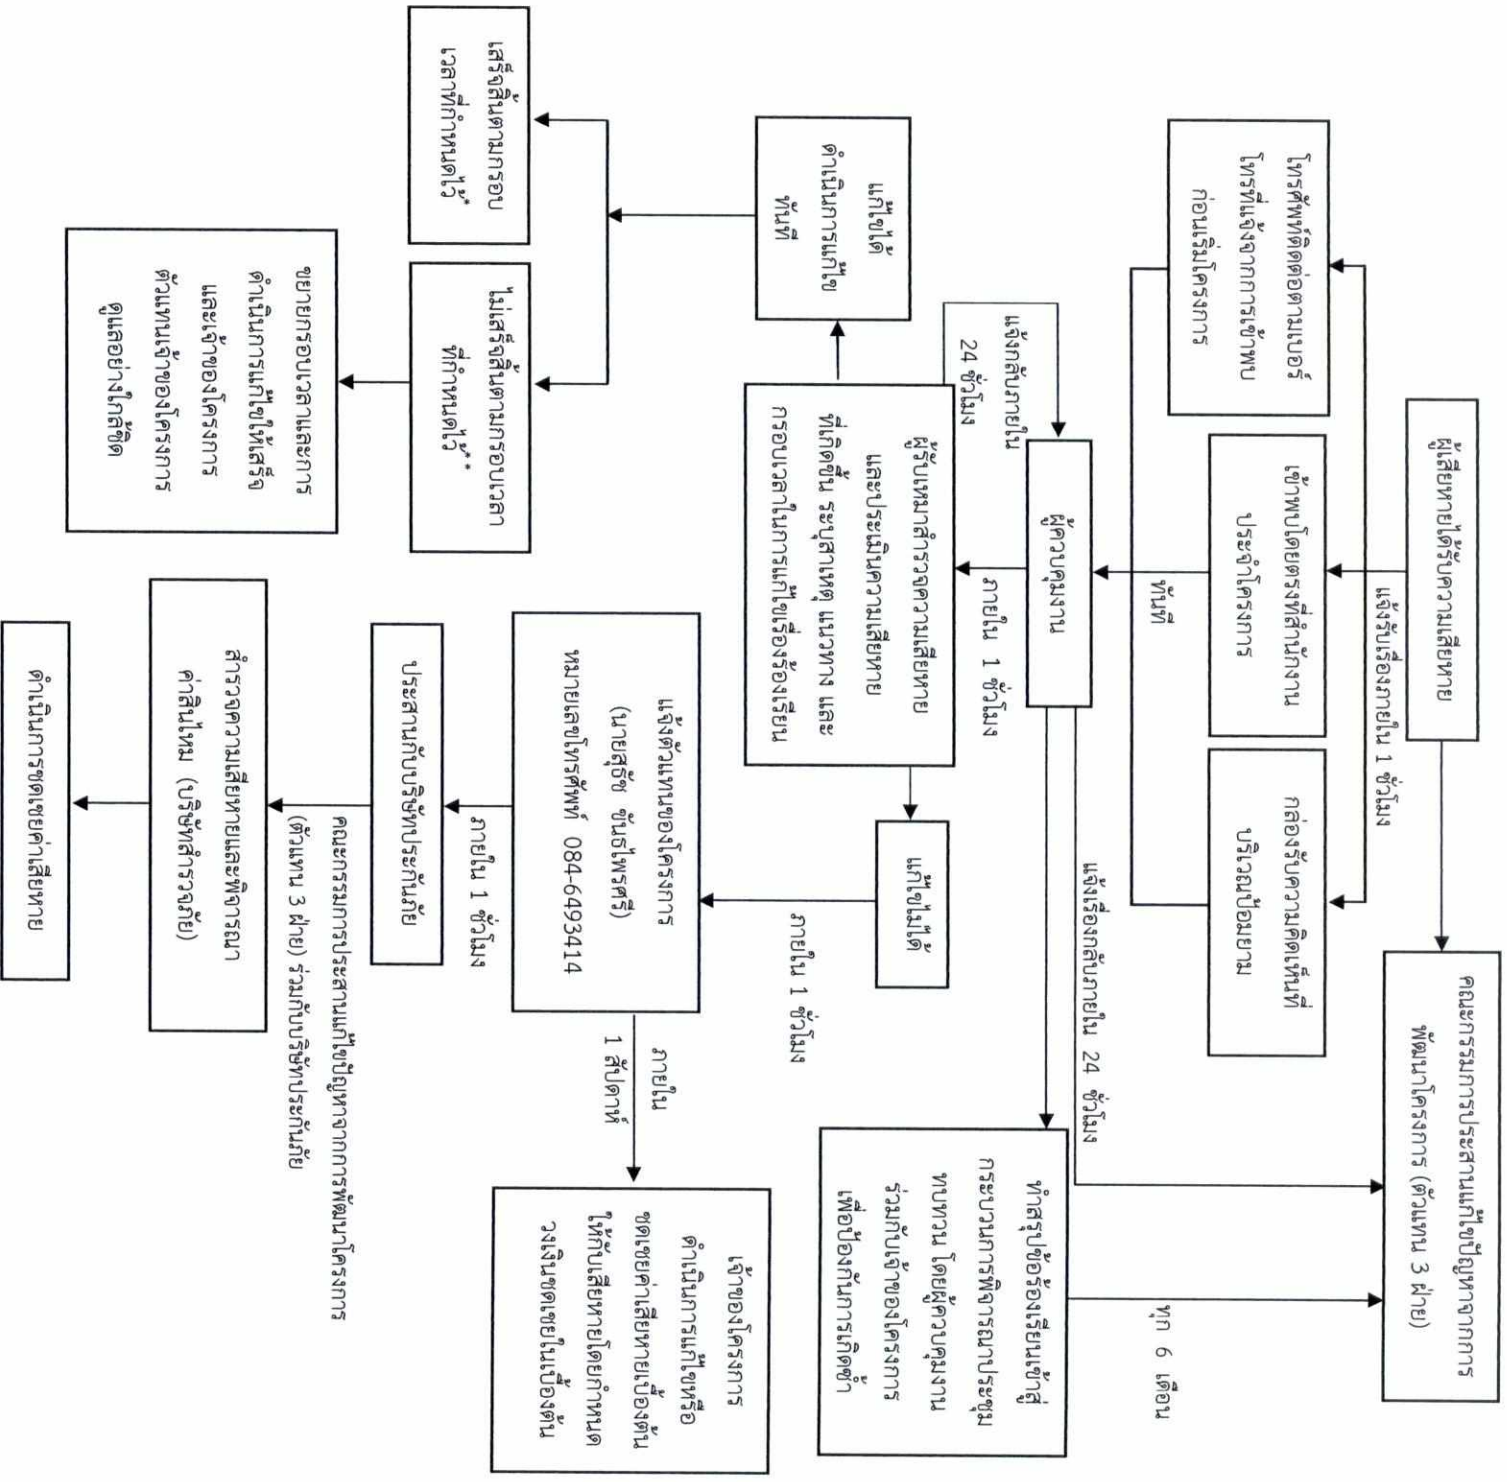 ผู้เสียหายได้รับความเสียหาย
แจ้งรับเรื่องภายใน 1 ชั่วโมง
คณะกรรมการประสานแก้ไขปัญหาจากการ
พัฒนาโครงการ (ตัวแทน 3 ฝ่าย)
โทรศัพท์ติดต่อตามเบอร์
โทรที่แจ้งจากการเข้าพบ
ก่อนเริ่มโครงการ
เข้าพบโดยตรงที่สำนักงาน
ประจำโครงการ
กล่องรับความคิดเห็นที่
บริเวณป้อมยาม
ทันที
ผู้ควบคุมงาน
แจ้งกลับภายใน
24 ชั่วโมง
ภายใน 1 ชั่วโมง
แจ้งเรื่องกลับภายใน 24 ชั่วโมง
ทุก 6 เดือน
ทำสรุปข้อร้องเรียนเข้าสู่
กระบวนการพิจารณาประชุม
ทบทวน โดยผู้ควบคุมงาน
ร่วมกับเจ้าของโครงการ
เพื่อป้องกันการเกิดซ้ำ
ผู้รับเหมาสำรวจความเสียหาย
และประเมินความเสียหาย
ที่เกิดขึ้น ระบุสาเหตุ แนวทาง และ
กรอบเวลาในการแก้ไขเรื่องร้องเรียน
แก้ไขได้
ดำเนินการแก้ไข
ทันที
แก้ไขไม่ได้
ภายใน 1 ชั่วโมง
เสร็จสิ้นตามกรอบ
เวลาที่กำหนดไว้*
ไม่เสร็จสิ้นตามกรอบเวลา
ที่กำหนดไว้**
แจ้งตัวแทนของโครงการ
(นายสุธัช ขันธไพรศรี)
หมายเลขโทรศัพท์ 084-6493414
ภายใน
1 สัปดาห์
เจ้าของโครงการ
ดำเนินการแก้ไขหรือ
ชดเชยค่าเสียหายเบื้องต้น
ให้กับเสียหายโดยกำหนด
วงเงินชดเชยในเบื้องต้น
ภายใน 1 ชั่วโมง
ขยายกรอบเวลาและการ
ดำเนินการแก้ไขให้เสร็จ
และเจ้าของโครงการ
ตัวแทนเจ้าของโครงการ
ดูแลอย่างใกล้ชิด
ประสานกับบริษัทประกันภัย
คณะกรรมการประสานแก้ไขปัญหาจากการพัฒนาโครงการ
(ตัวแทน 3 ฝ่าย) ร่วมกับบริษัทประกันภัย
สำรวจความเสียหายและพิจารณา
ค่าสินไหม (บริษัทสำรวจภัย)
ดำเนินการชดเชยค่าเสียหาย